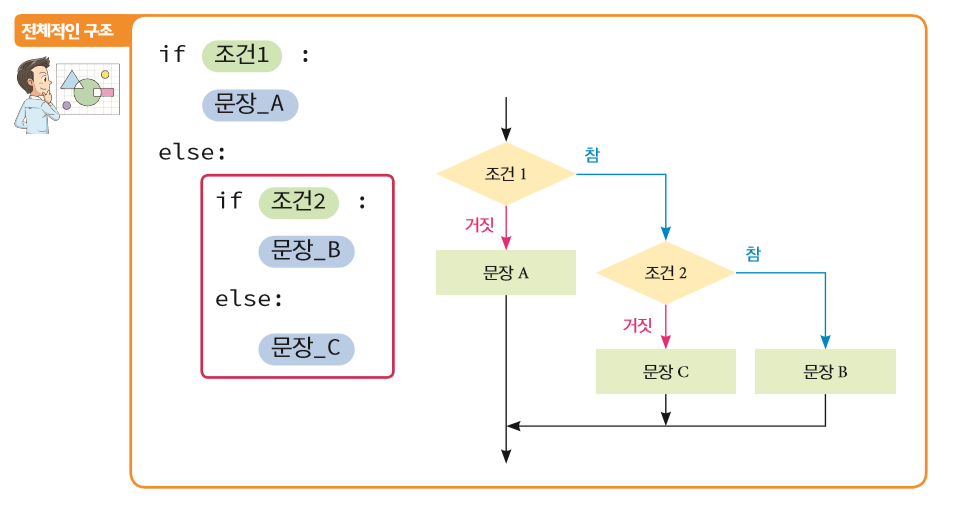 전체적인 구조
if 조건1 :
문장_A
else:
if 조건2 :
문장_B
else:
문장_C
조건 1
참
거짓
문장 A
조건 2
참
거짓
문장 C
문장 B